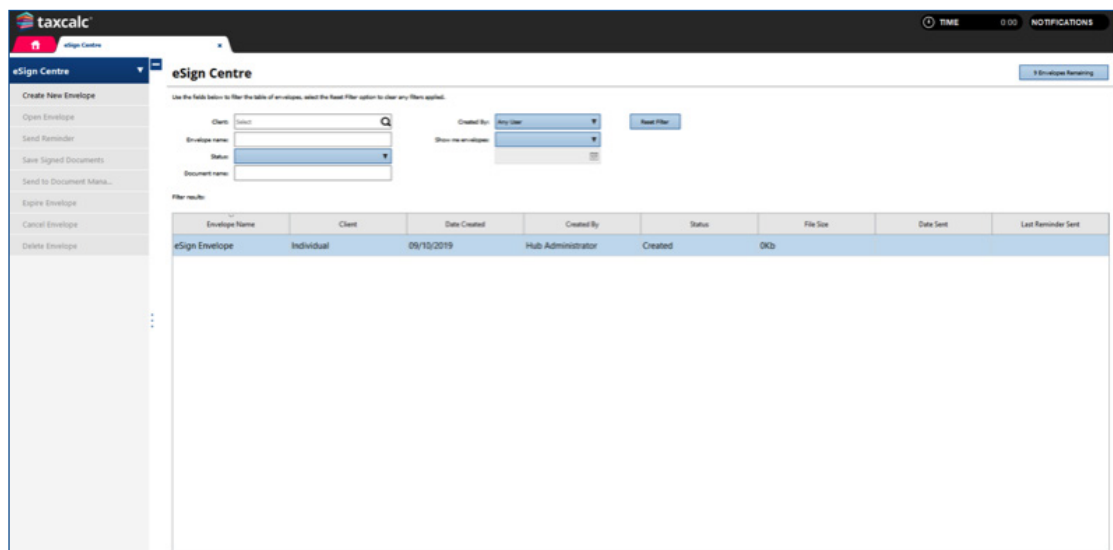 taxcalc
TIME 0:00 NOTIFICATIONS
eSign Centre x
eSign Centre
Create New Envelope
Open Envelope
Send Reminder
Save Signed Documents
Send to Document Mana...
Expire Envelope
Cancel Envelope
Delete Envelope
eSign Centre
9 Envelopes Remaining
Use the fields below to filter the table of envelopes, select the Reset Filter option to clear any filters applied.
Client: Select Created By: Any User Reset Filter
Envelope name: Show me envelopes:
Status:
Document name:
Filter results:
Envelope Name Client Date Created Created By Status File Size Date Sent Last Reminder Sent
eSign Envelope Individual 09/10/2019 Hub Administrator Created 0Kb